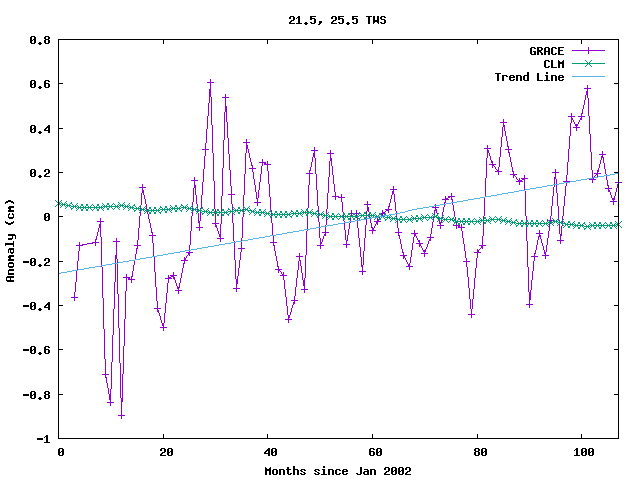 21.5, 25.5 TWS
GRACE
CLM
Trend Line
0.8
0.6
0.4
0.2
0
-0.2
-0.4
-0.6
-0.8
-1
Anomaly (cm)
0 20 40 60 80 100
Months since Jan 2002